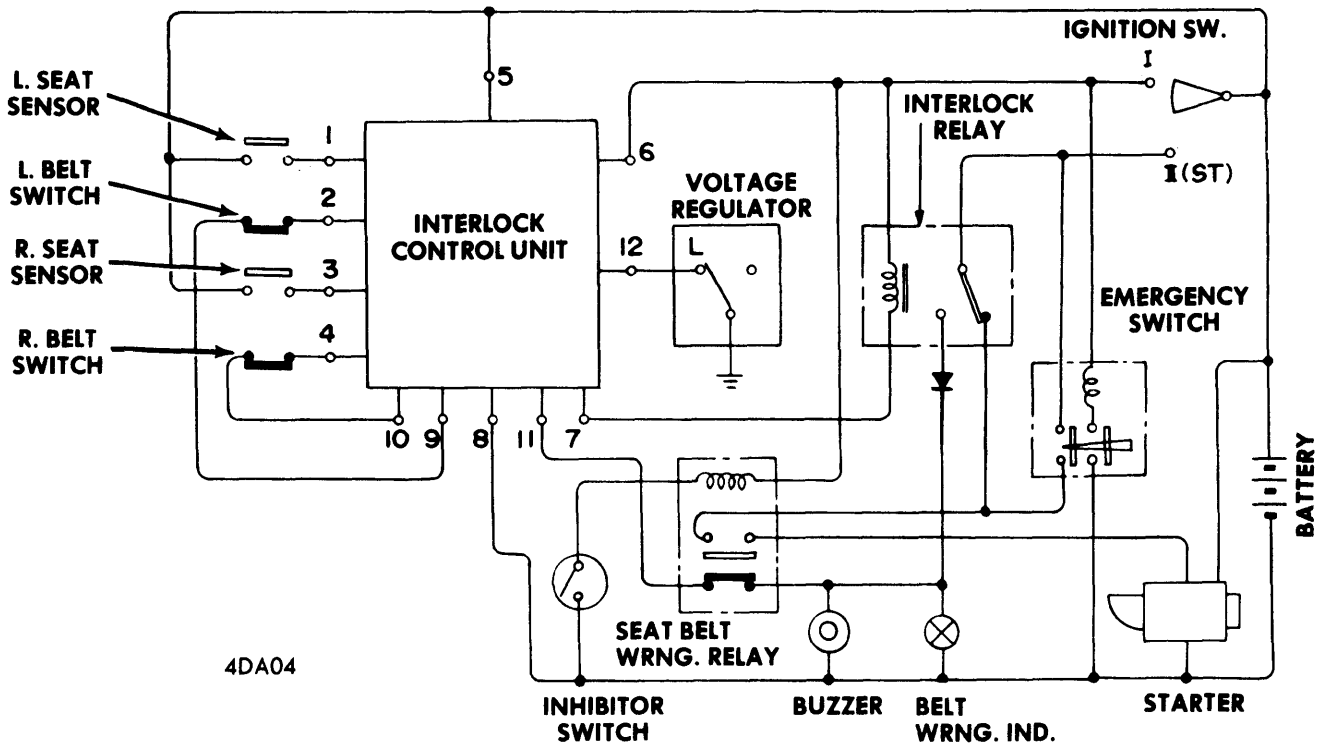 IGNITION SW.
I
5
L. SEAT
SENSOR
INTERLOCK
RELAY
1
6
L. BELT
SWITCH
VOLTAGE
REGULATOR
II(ST)
2
INTERLOCK
CONTROL UNIT
12
L
R. SEAT
SENSOR
3
EMERGENCY
SWITCH
R. BELT
SWITCH
4
10
9
8
11
7
BATTERY
SEAT BELT
WRNG. RELAY
4DA04
INHIBITOR
SWITCH
BUZZER
BELT
WRNG. IND.
STARTER